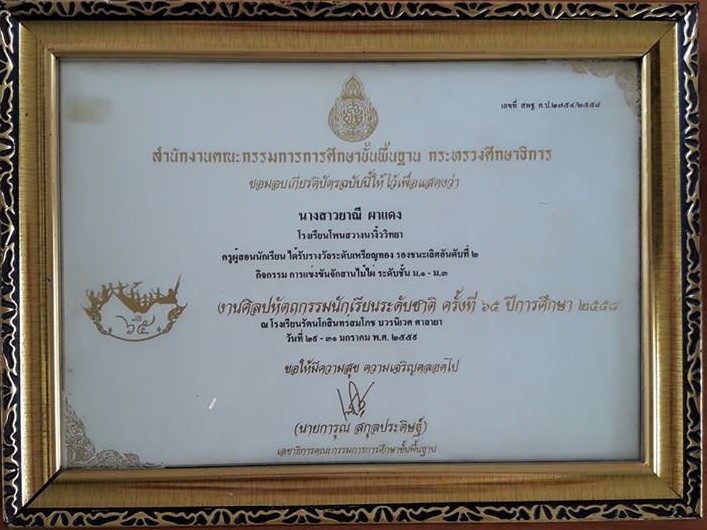 เลขที่ สพฐ. ค.ป.๒๗๕๔/๒๕๕๘
สำนักงานคณะกรรมการการศึกษาขั้นพื้นฐาน กระทรวงศึกษาธิการ
ขอมอบเกียรติบัตรฉบับนี้ให้ไว้เพื่อแสดงว่า
นางสาวยาณี ผาแดง
โรงเรียนโพนสวางนางิ้ววิทยา
ครูผู้สอนนักเรียน ได้รับรางวัลระดับเหรียญทอง รองชนะเลิศอันดับที่ ๒
กิจกรรม การแข่งขันจักสานไม้ไผ่ ระดับชั้น ม.๑ - ม.๓
งานศิลปหัตถกรรมนักเรียนระดับชาติ ครั้งที่ ๖๕ ปีการศึกษา ๒๕๕๘
๖๕
ณ โรงเรียนรัตนโกสินทรสมโภช บวรนิเวศ ศาลายา
วันที่ ๒๙ - ๓๑ มกราคม พ.ศ. ๒๕๕๙
ขอให้มีความสุข ความเจริญตลอดไป
(นายการุณ สกุลประดิษฐ์)
เลขาธิการคณะกรรมการการศึกษาขั้นพื้นฐาน